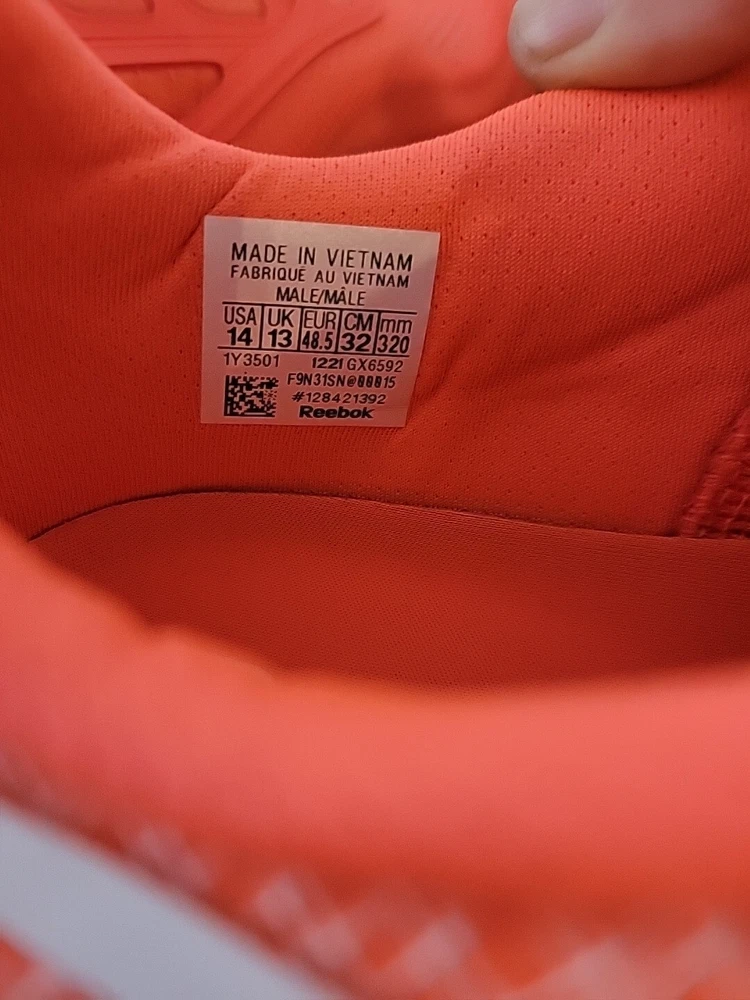 MADE IN VIETNAM
FABRIQUÉ AU VIETNAM
MALE/MÂLE
USA UK EUR CM mm
14 13 48.5 32 320
1Y3501 1221 GX6592
F9N31SN@00015
#128421392
Reebok